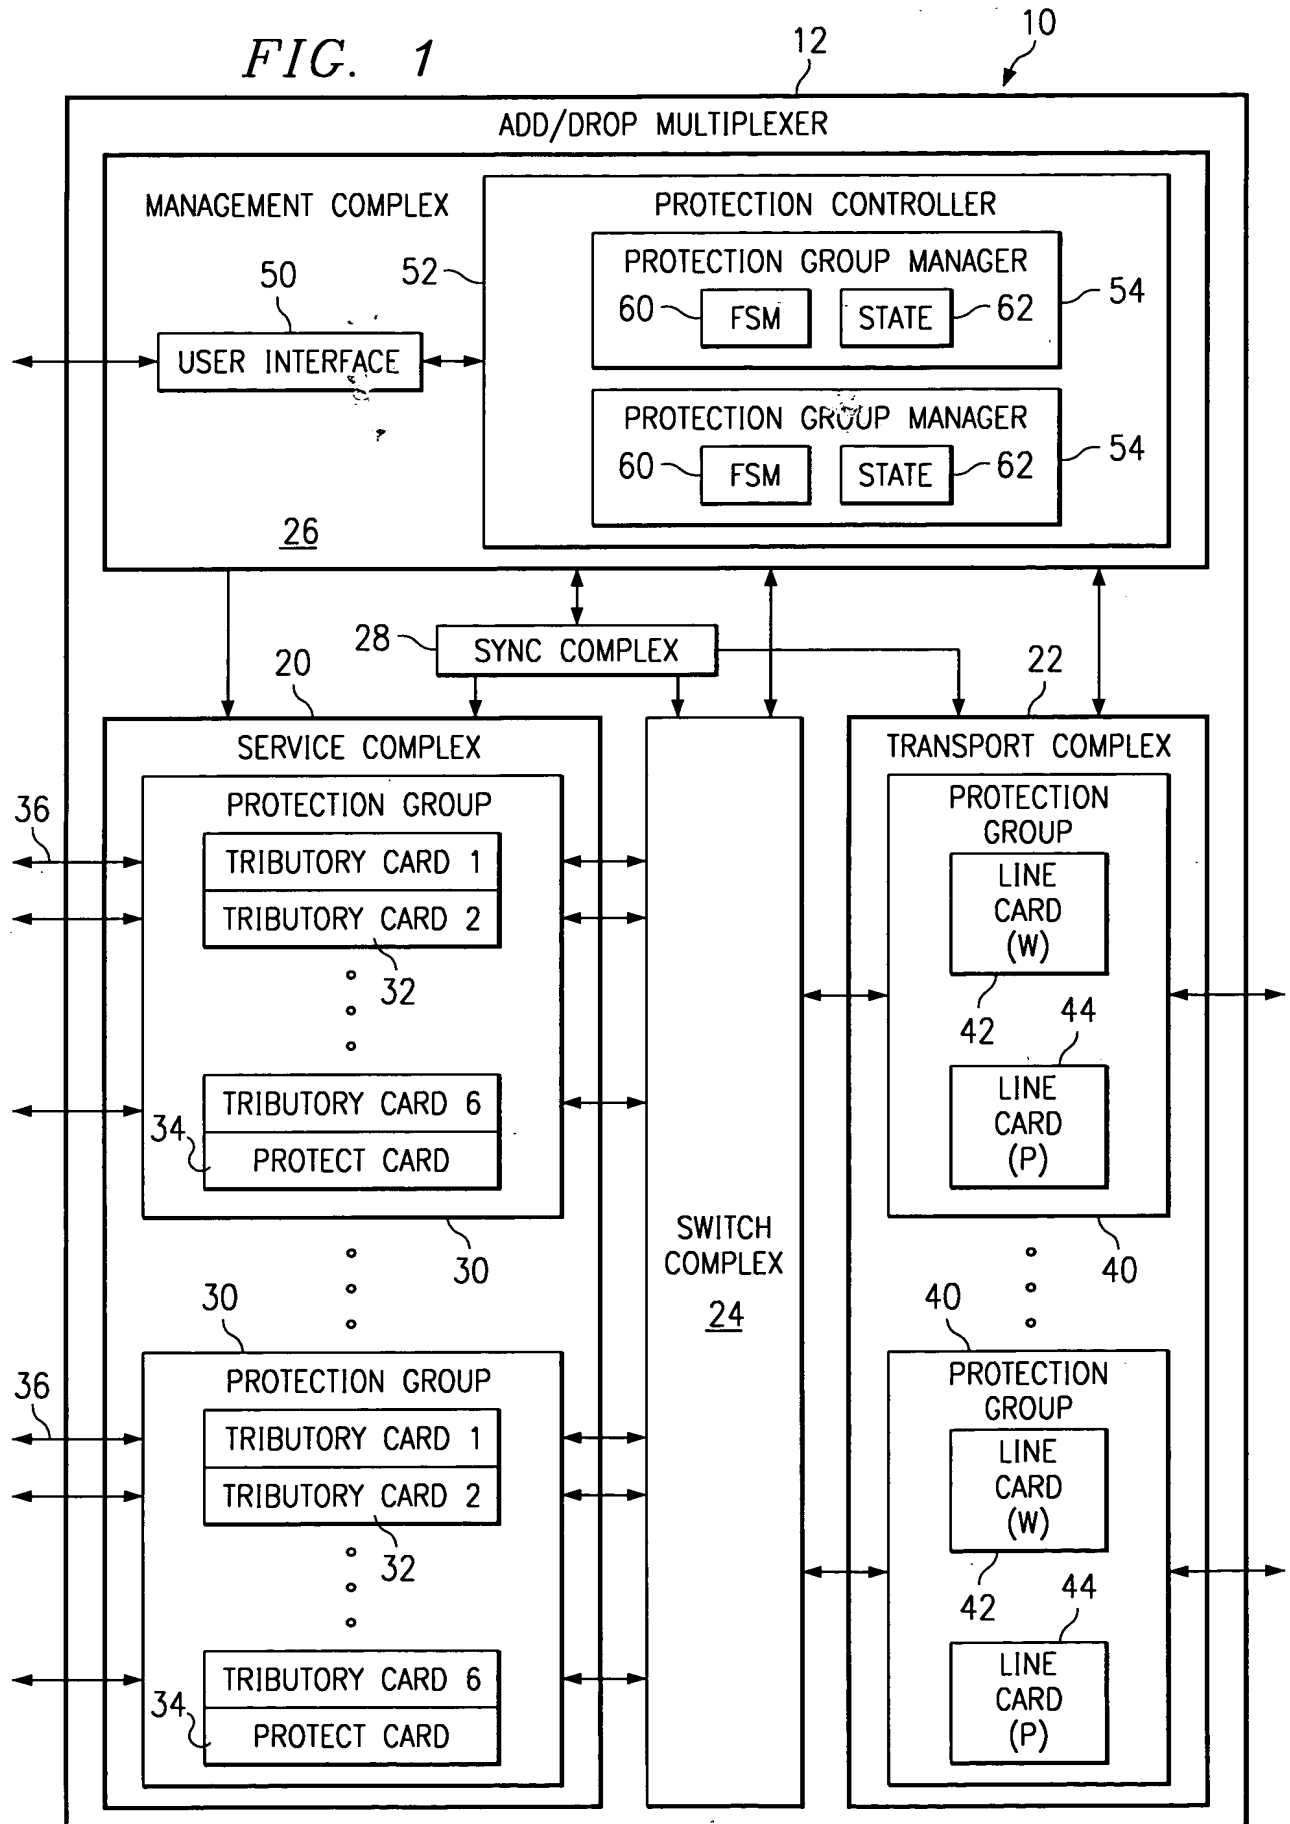 FIG. 1
10
12
ADD/DROP MULTIPLEXER
MANAGEMENT COMPLEX
PROTECTION CONTROLLER
50
52
PROTECTION GROUP MANAGER
54
60
FSM
STATE
62
USER INTERFACE
PROTECTION GROUP MANAGER
54
60
FSM
STATE
62
26
28
SYNC COMPLEX
20
22
SERVICE COMPLEX
TRANSPORT COMPLEX
36
PROTECTION GROUP
TRIBUTORY CARD 1
TRIBUTORY CARD 2
32
TRIBUTORY CARD 6
34
PROTECT CARD
30
30
36
PROTECTION GROUP
TRIBUTORY CARD 1
TRIBUTORY CARD 2
32
TRIBUTORY CARD 6
34
PROTECT CARD
SWITCH
COMPLEX
24
PROTECTION
GROUP
LINE
CARD
(W)
42
44
LINE
CARD
(P)
40
40
PROTECTION
GROUP
LINE
CARD
(W)
42
44
LINE
CARD
(P)